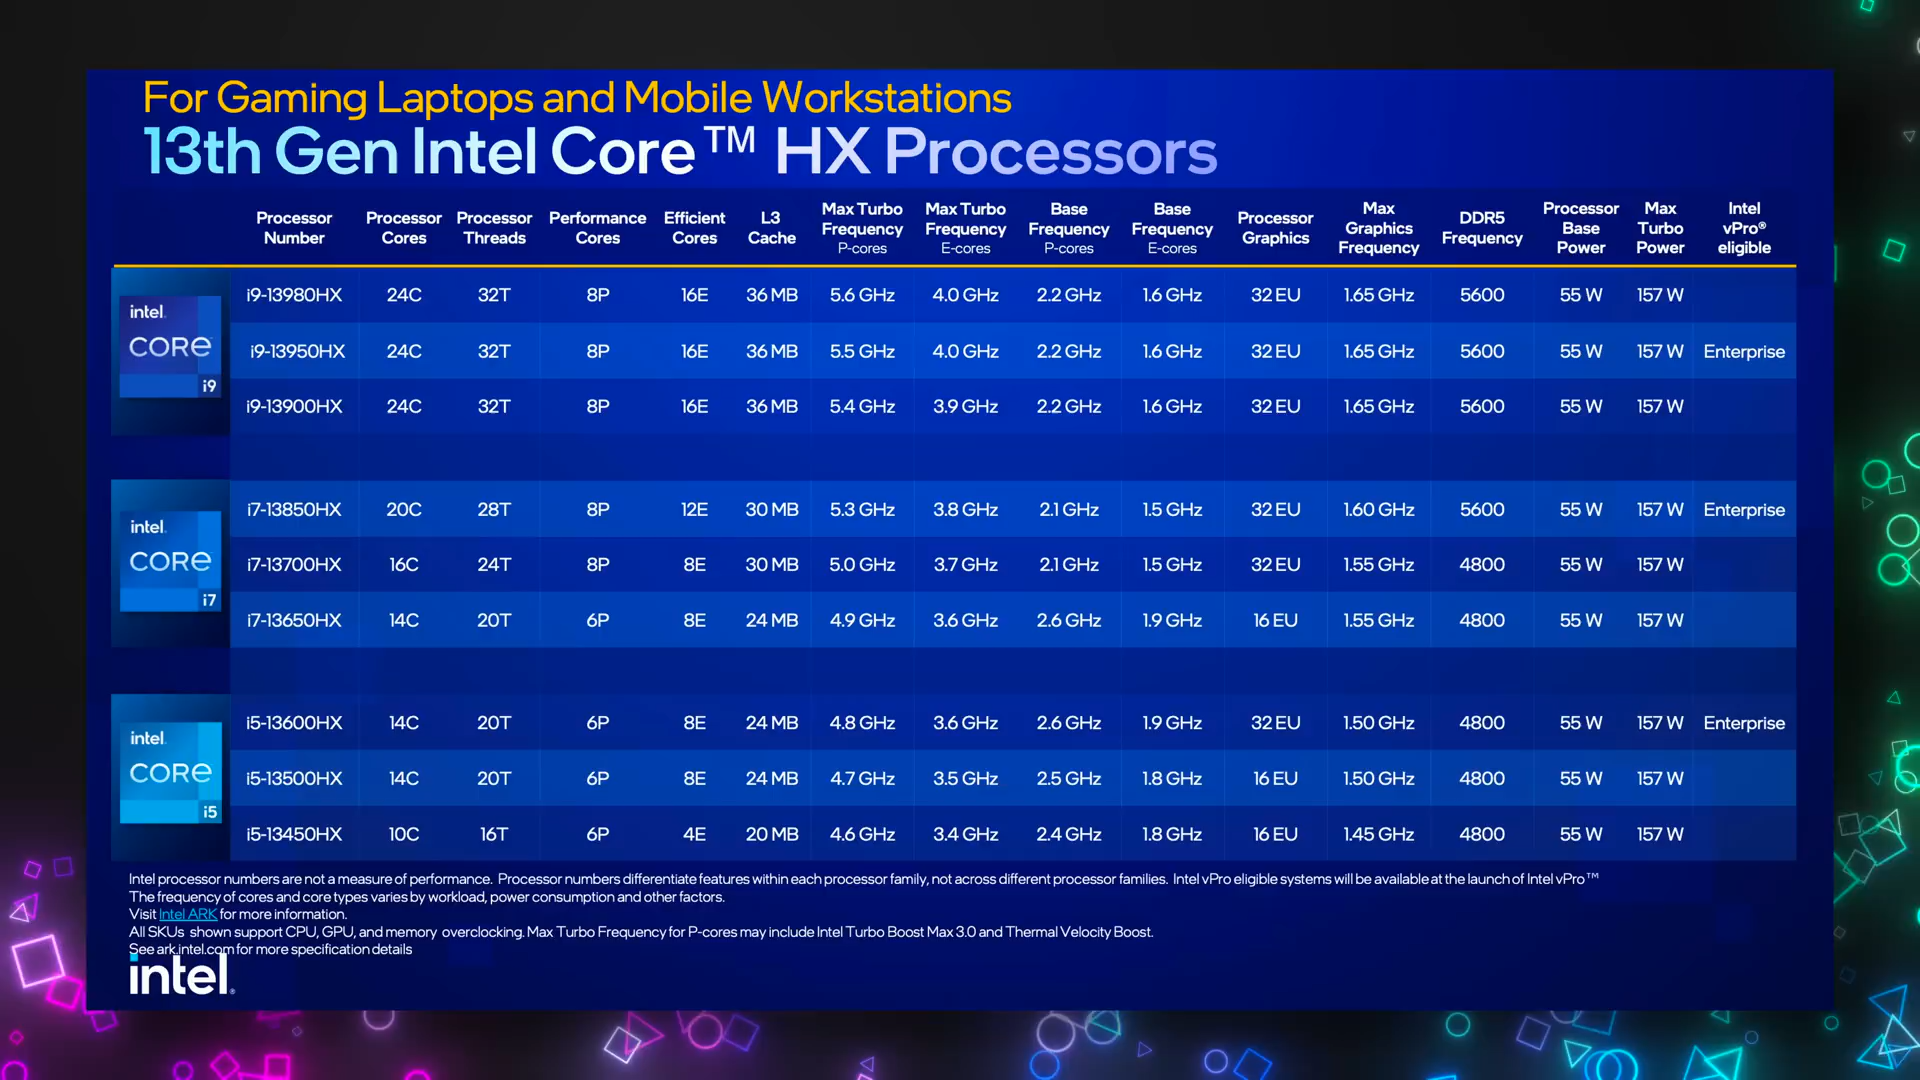 For Gaming Laptops and Mobile Workstations
13th Gen Intel Core™ HX Processors
Processor Number Processor Cores Processor Threads Performance Cores Efficient Cores L3 Cache Max Turbo Frequency P-cores Max Turbo Frequency E-cores Base Frequency P-cores Base Frequency E-cores Processor Graphics Max Graphics Frequency DDR5 Frequency Processor Base Power Max Turbo Power Intel vPro® eligible
intel.
CORE
i9
i9-13980HX 24C 32T 8P 16E 36 MB 5.6 GHz 4.0 GHz 2.2 GHz 1.6 GHz 32 EU 1.65 GHz 5600 55 W 157 W
i9-13950HX 24C 32T 8P 16E 36 MB 5.5 GHz 4.0 GHz 2.2 GHz 1.6 GHz 32 EU 1.65 GHz 5600 55 W 157 W Enterprise
i9-13900HX 24C 32T 8P 16E 36 MB 5.4 GHz 3.9 GHz 2.2 GHz 1.6 GHz 32 EU 1.65 GHz 5600 55 W 157 W
intel.
CORE
i7
i7-13850HX 20C 28T 8P 12E 30 MB 5.3 GHz 3.8 GHz 2.1 GHz 1.5 GHz 32 EU 1.60 GHz 5600 55 W 157 W Enterprise
i7-13700HX 16C 24T 8P 8E 30 MB 5.0 GHz 3.7 GHz 2.1 GHz 1.5 GHz 32 EU 1.55 GHz 4800 55 W 157 W
i7-13650HX 14C 20T 6P 8E 24 MB 4.9 GHz 3.6 GHz 2.6 GHz 1.9 GHz 16 EU 1.55 GHz 4800 55 W 157 W
intel.
CORE
i5
i5-13600HX 14C 20T 6P 8E 24 MB 4.8 GHz 3.6 GHz 2.6 GHz 1.9 GHz 32 EU 1.50 GHz 4800 55 W 157 W Enterprise
i5-13500HX 14C 20T 6P 8E 24 MB 4.7 GHz 3.5 GHz 2.5 GHz 1.8 GHz 16 EU 1.50 GHz 4800 55 W 157 W
i5-13450HX 10C 16T 6P 4E 20 MB 4.6 GHz 3.4 GHz 2.4 GHz 1.8 GHz 16 EU 1.45 GHz 4800 55 W 157 W
Intel processor numbers are not a measure of performance. Processor numbers differentiate features within each processor family, not across different processor families. Intel vPro eligible systems will be available at the launch of Intel vPro™
The frequency of cores and core types varies by workload, power consumption and other factors.
Visit Intel ARK for more information.
All SKUs shown support CPU, GPU, and memory overclocking. Max Turbo Frequency for P-cores may include Intel Turbo Boost Max 3.0 and Thermal Velocity Boost.
See ark.intel.com for more specification details
intel.